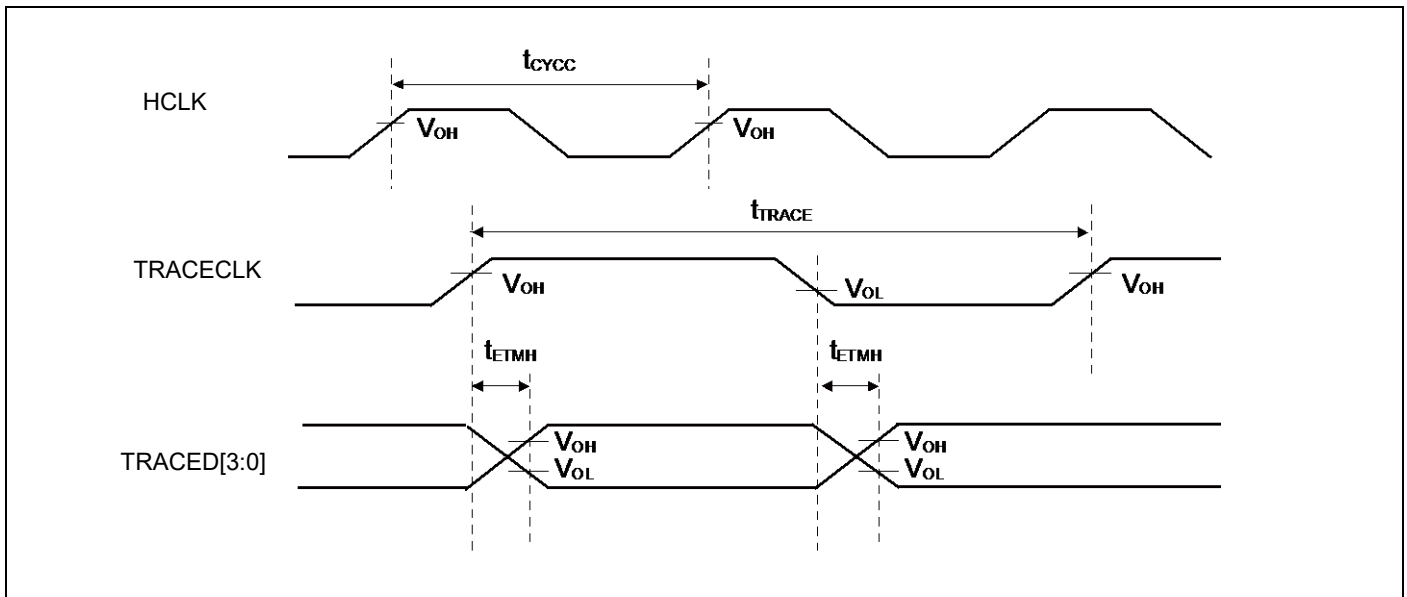 tCYCC
HCLK
VOH VOH
tTRACE
TRACECLK
VOH VOL VOH
tETMH tETMH
VOH VOH
TRACED[3:0]
VOL VOL